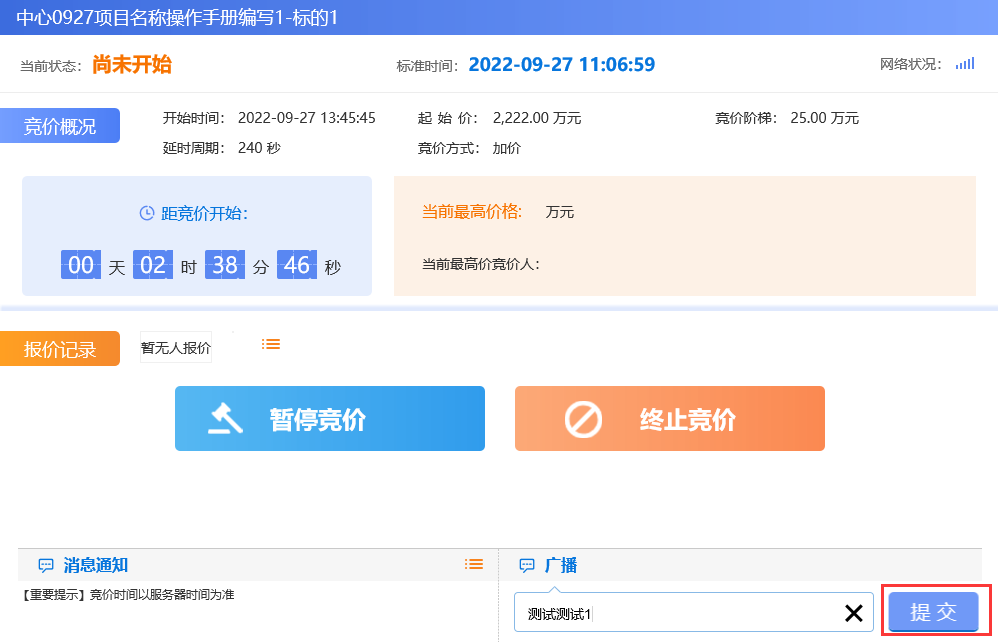 中心0927项目名称操作手册编写1-标的1
当前状态： 尚未开始 标准时间： 2022-09-27 11:06:59 网络状况：
竞价概况 开始时间： 2022-09-27 13:45:45 起 始 价： 2,222.00 万元 竞价阶梯： 25.00 万元
延时周期： 240 秒 竞价方式： 加价
距竞价开始：
00 天 02 时 38 分 46 秒
当前最高价格： 万元
当前最高价竞价人：
报价记录 暂无人报价
暂停竞价 终止竞价
消息通知
【重要提示】竞价时间以服务器时间为准
广播
测试测试1
提 交